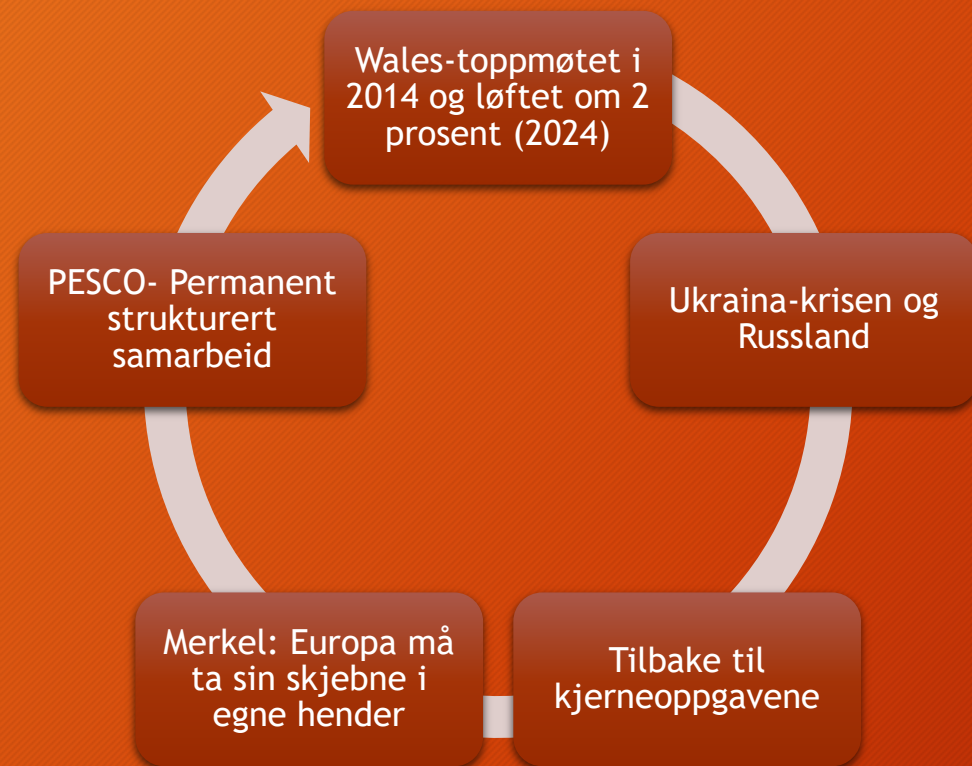 Wales-toppmøtet i
2014 og løftet om 2
prosent (2024)
Ukraina-krisen og
Russland
Tilbake til
kjerneoppgavene
Merkel: Europa må
ta sin skjebne i
egne hender
PESCO- Permanent
strukturert
samarbeid